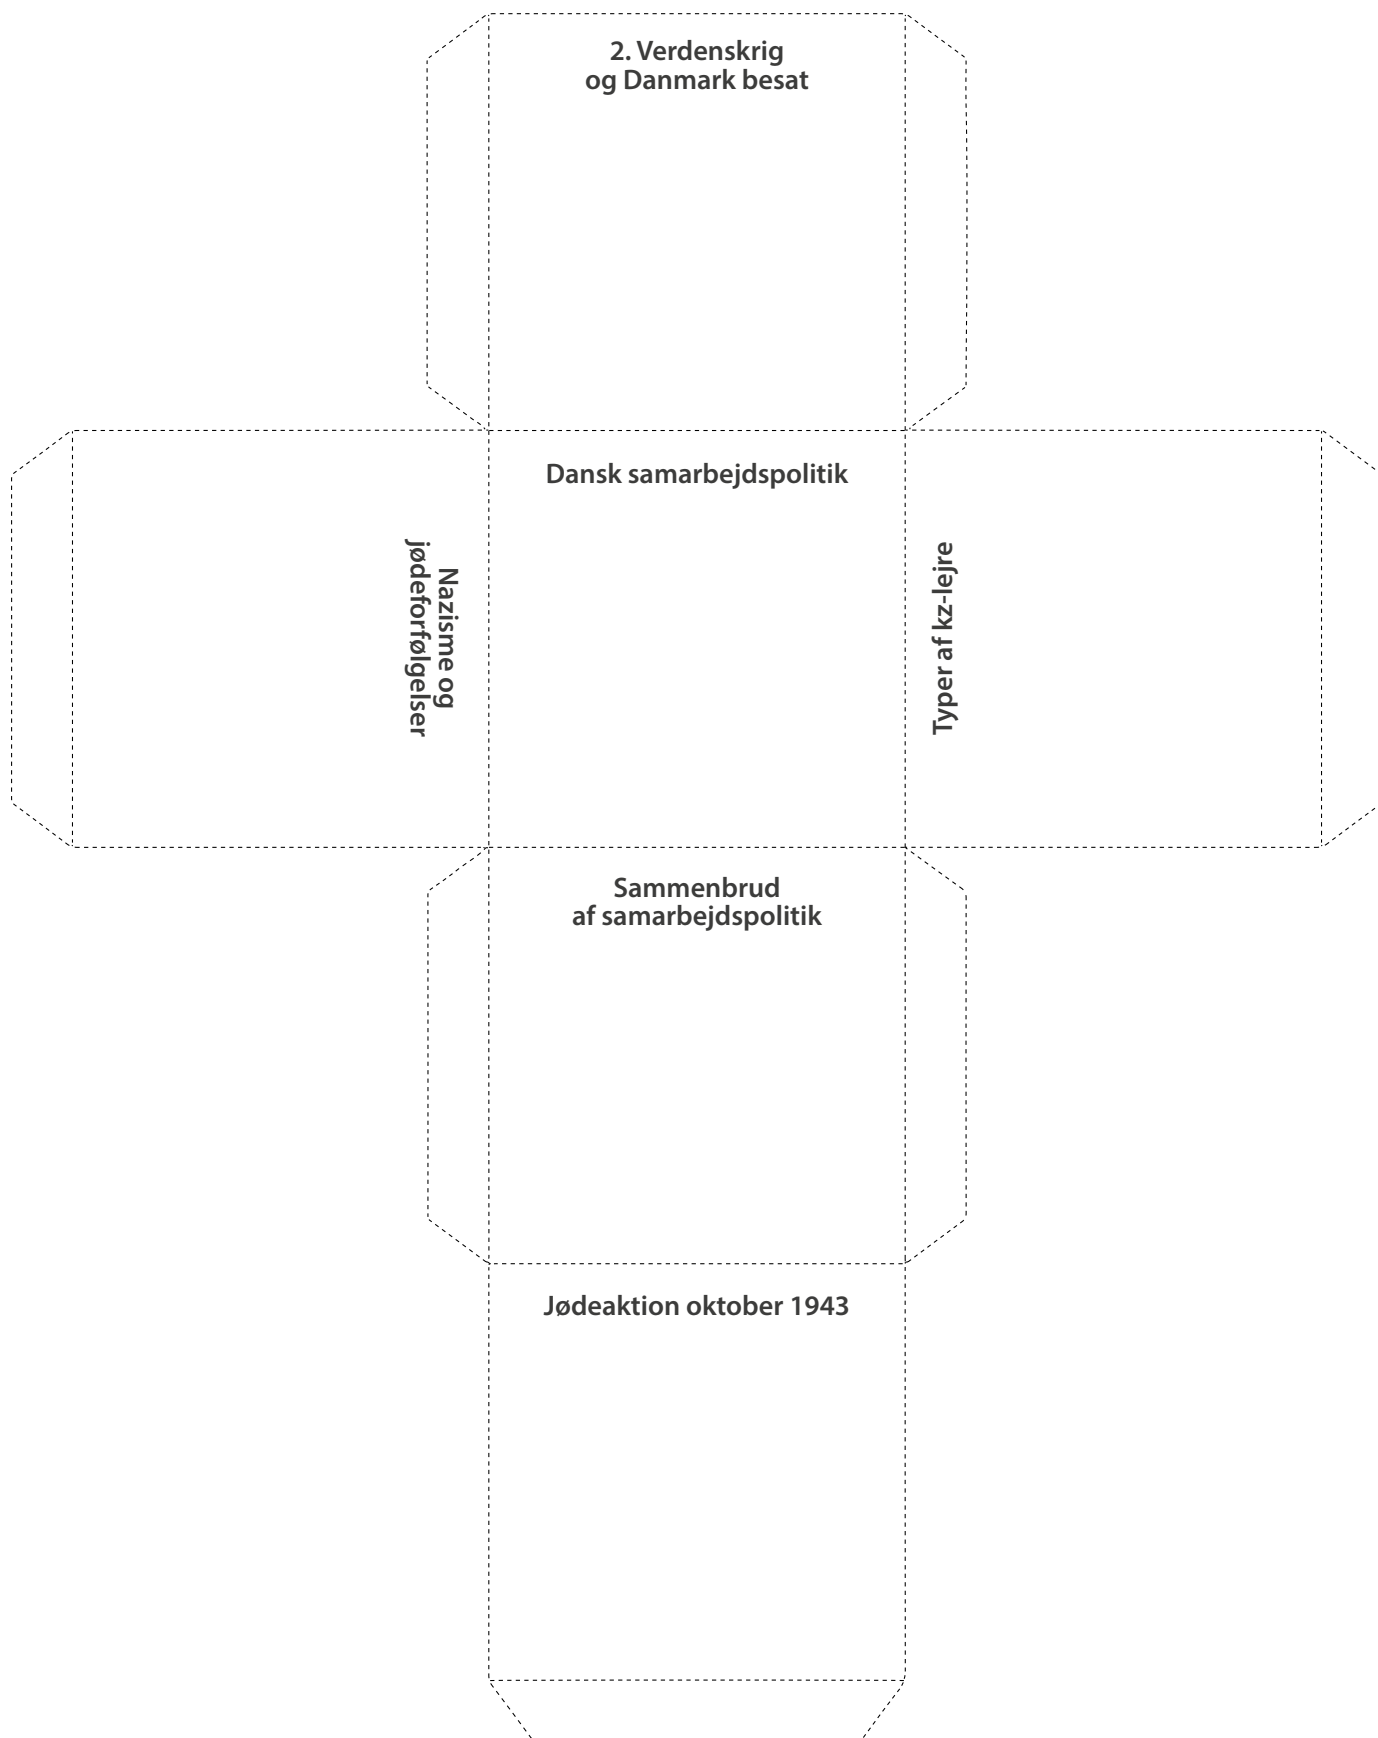 2. Verdenskrig
og Danmark besat
Dansk samarbejdspolitik
Nazisme og
jødeforfølgelser
Typer af kz-lejre
Sammenbrud
af samarbejdspolitik
Jødeaktion oktober 1943